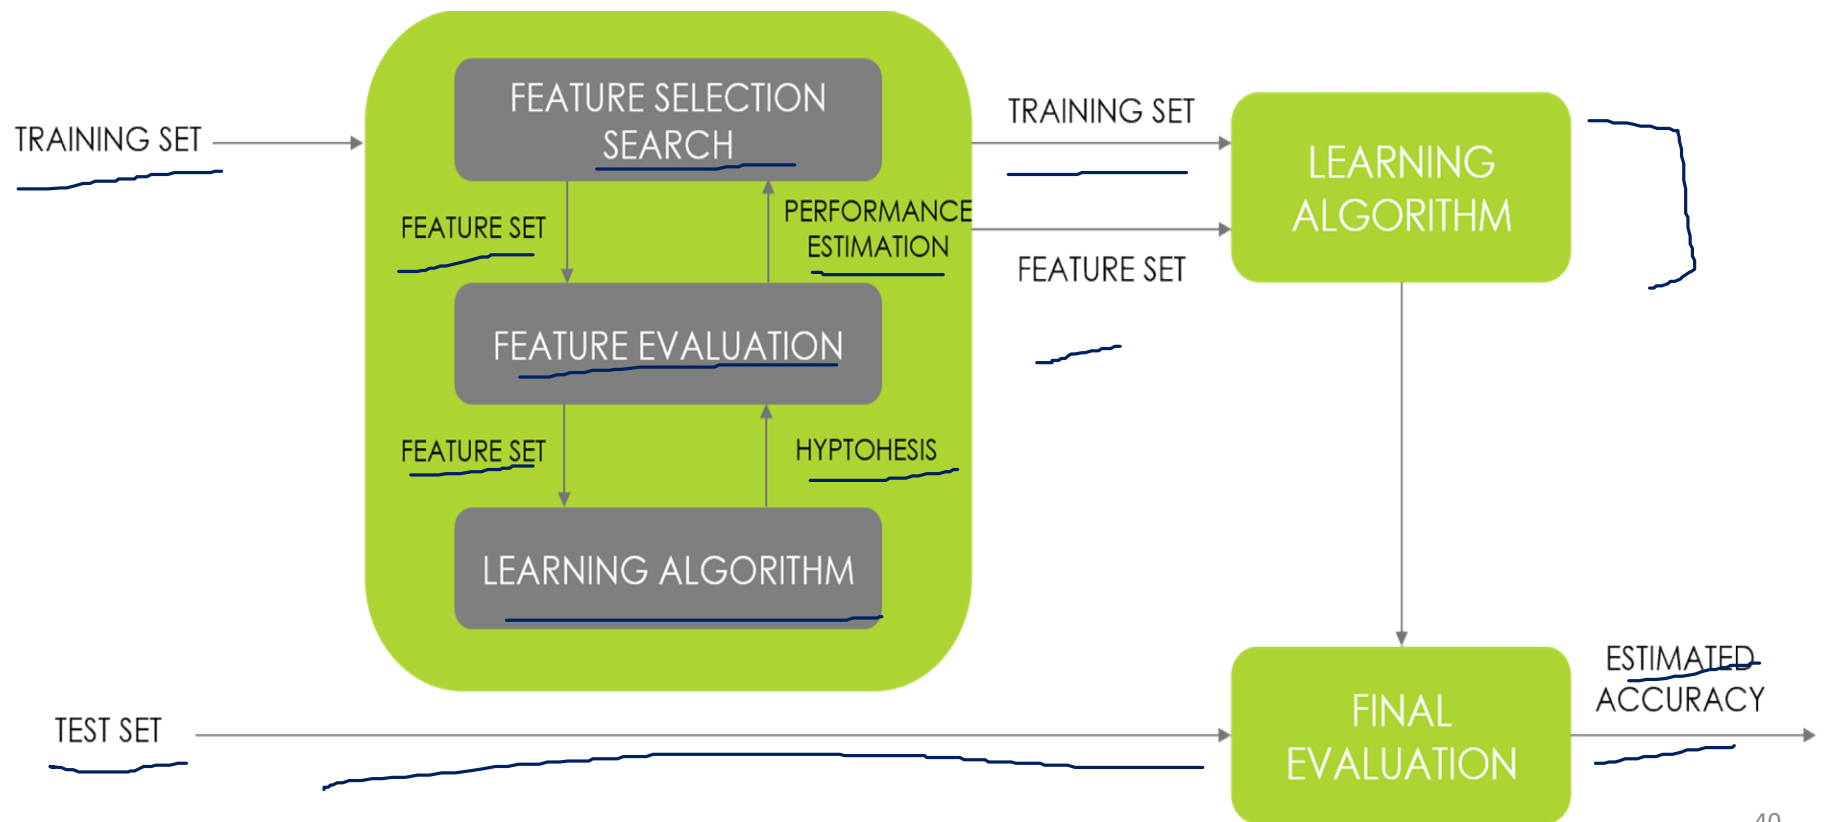 TRAINING SET
FEATURE SELECTION
SEARCH
FEATURE SET
PERFORMANCE
ESTIMATION
FEATURE EVALUATION
FEATURE SET
HYPTOHESIS
LEARNING ALGORITHM
TRAINING SET
FEATURE SET
LEARNING
ALGORITHM
TEST SET
FINAL
EVALUATION
ESTIMATED
ACCURACY